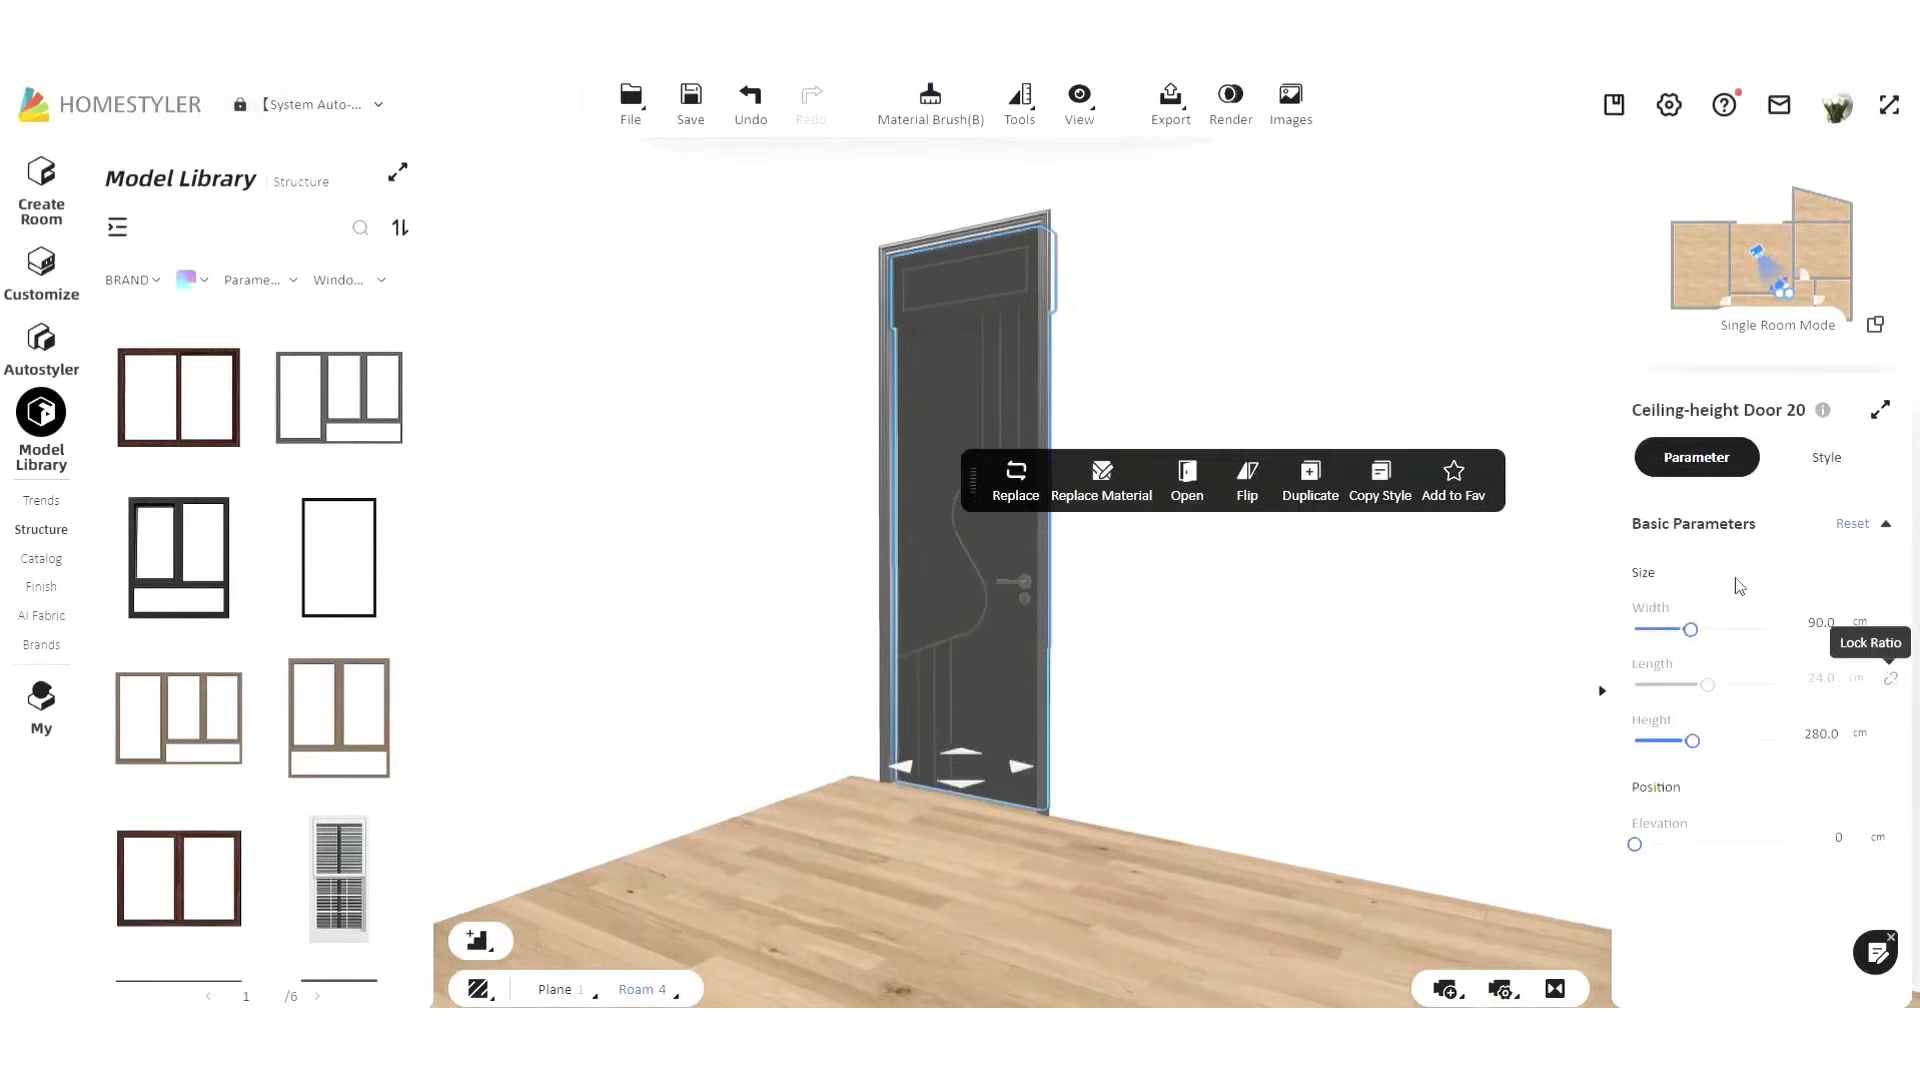 HOMESTYLER
【System Auto-...
File
Save
Undo
Redo
Material Brush(B)
Tools
View
Export
Render
Images
Create
Room
Customize
Autostyler
Model
Library
Trends
Structure
Catalog
Finish
AI Fabric
Brands
My
Model Library
Structure
BRAND
Parame...
Windo...
1 /6
Replace
Replace Material
Open
Flip
Duplicate
Copy Style
Add to Fav
Plane 1
Roam 4
Single Room Mode
Ceiling-height Door 20
Parameter
Style
Basic Parameters
Reset
Size
Width
90.0 cm
Lock Ratio
Length
24.0 cm
Height
280.0 cm
Position
Elevation
0 cm